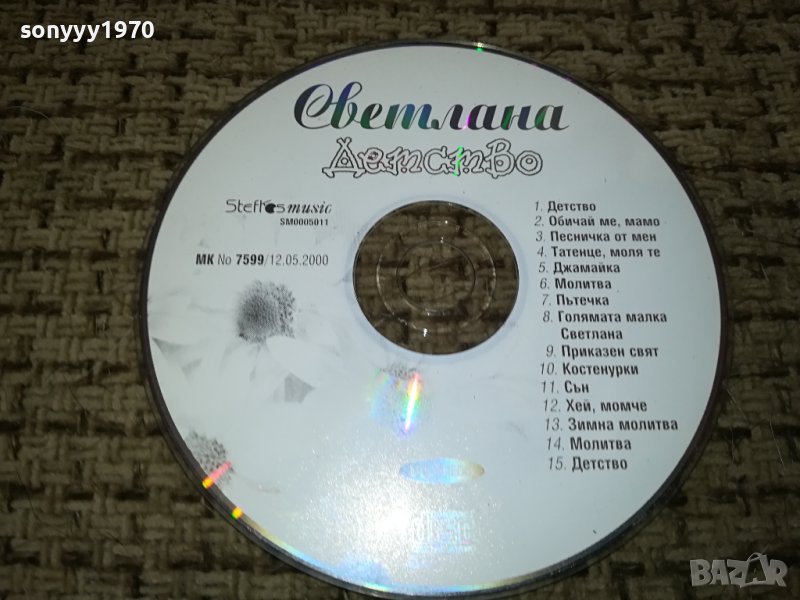 sonyyy1970
Светлана
Детство
Steffos music
SM0005011
МК No 7599/12.05.2000
1. Детство
2. Обичай ме, мамо
3. Песничка от мен
4. Татенце, моля те
5. Джамайка
6. Молитва
7. Пътечка
8. Голямата малка
Светлана
9. Приказен свят
10. Костенурки
11. Сън
12. Хей, момче
13. Зимна молитва
14. Молитва
15. Детство
BAZAR